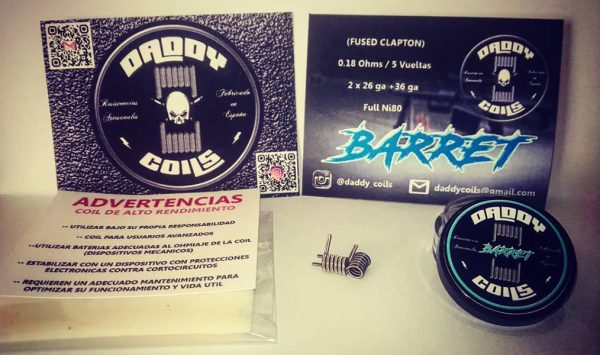 DADDY
Resistencias
Artesanales
Fabricado
en
España
COILS
(FUSED CLAPTON)
0.18 Ohms / 5 Vueltas
2 x 26 ga +36 ga
Full Ni80
BARRET
@daddy_coils
daddycoils@gmail.com
DADDY
COILS
ADVERTENCIAS
COIL DE ALTO RENDIMIENTO
-- UTILIZAR BAJO SU PROPIA RESPONSABILIDAD
-- COIL PARA USUARIOS AVANZADOS
--UTILIZAR BATERIAS ADECUADAS AL OHMIAJE DE LA COIL
(DISPOSITIVOS MECANICOS)
-- ESTABILIZAR CON UN DISPOSITIVO CON PROTECCIONES
ELECTRONICAS CONTRA CORTOCIRCUITOS
-- REQUIEREN UN ADECUADO MANTENIMIENTO PARA
OPTIMIZAR SU FUNCIONAMIENTO Y VIDA UTIL
DADDY
BARRET
COILS